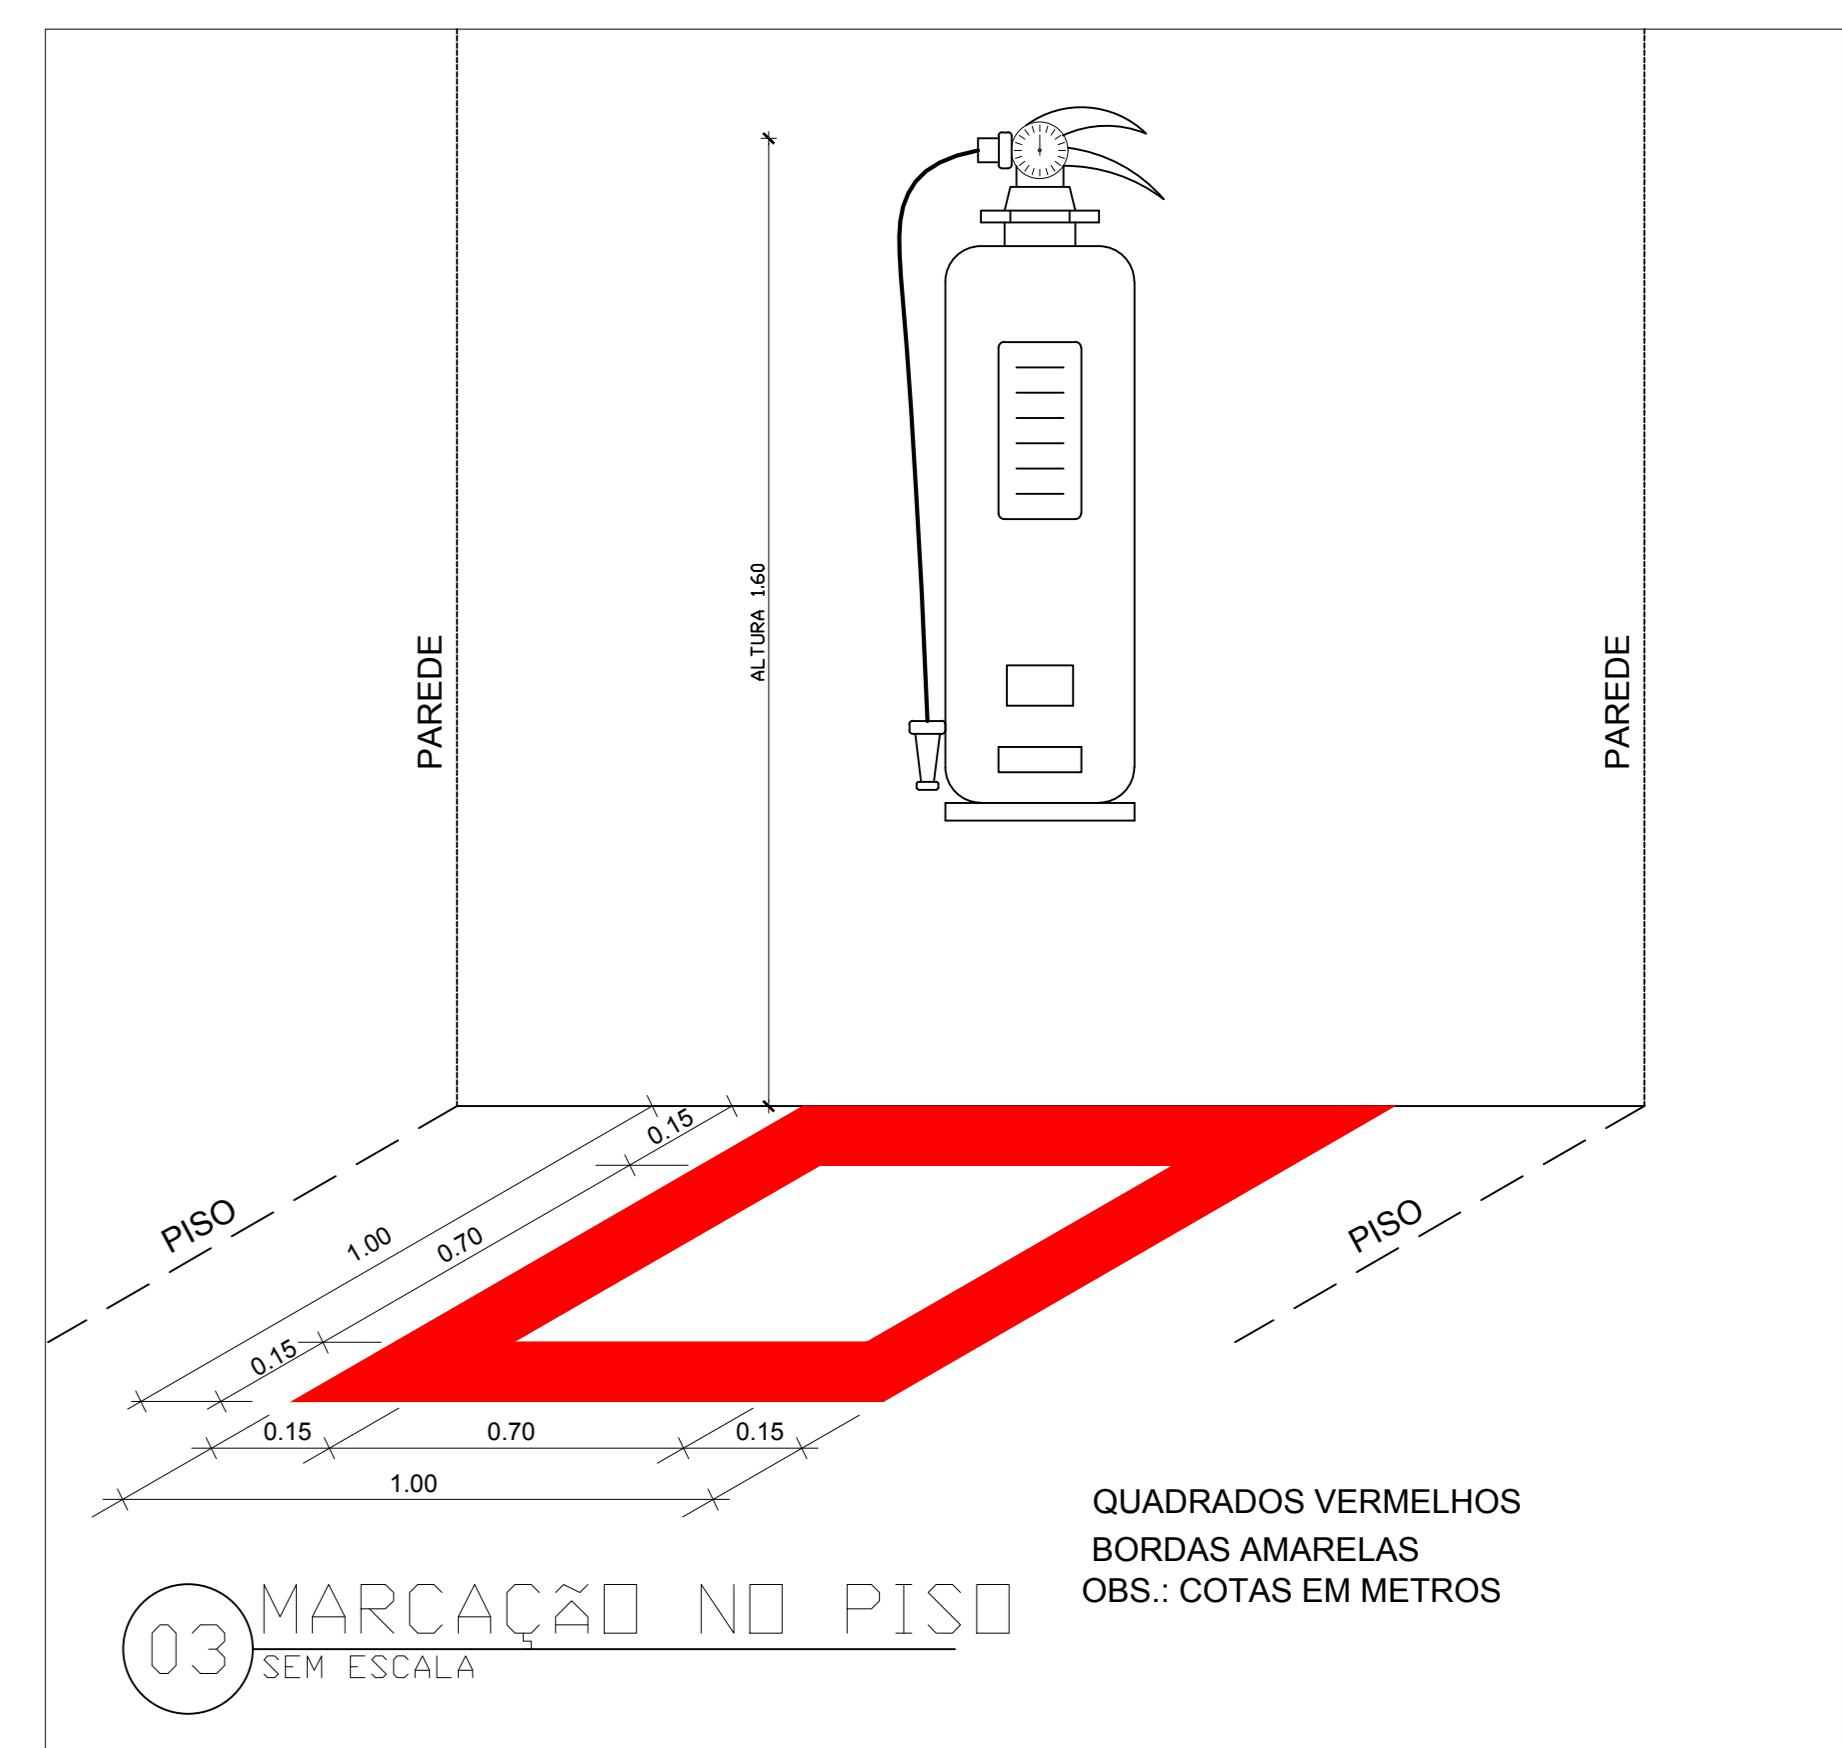 ALTURA 1.60
PAREDE
PAREDE
PISO
PISO
0.15
1.00
0.70
0.15
0.15
0.70
0.15
1.00
QUADRADOS VERMELHOS
BORDAS AMARELAS
OBS.: COTAS EM METROS
03
MARCAÇÃO NO PISO
SEM ESCALA